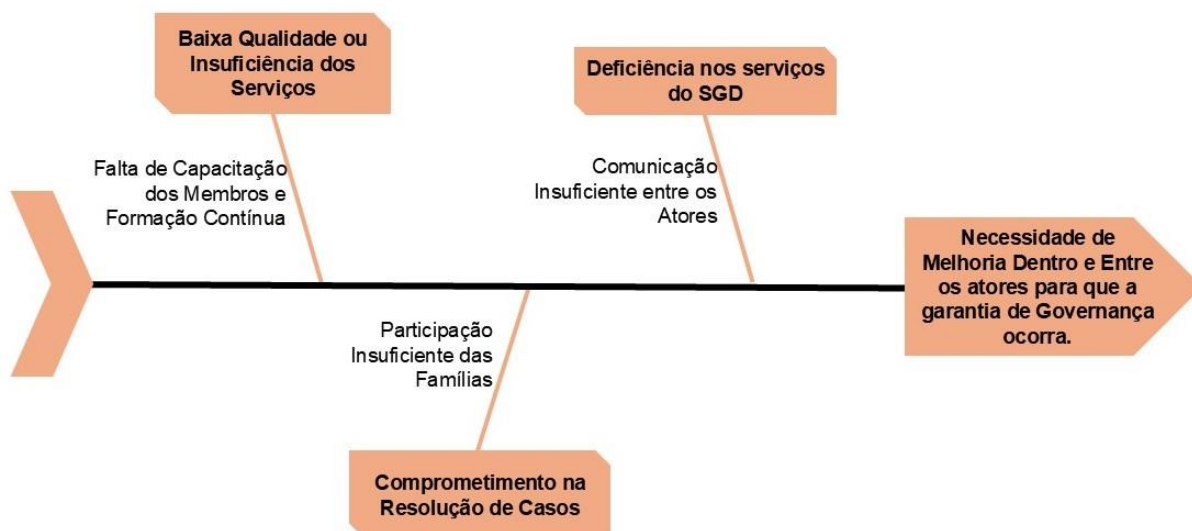 Baixa Qualidade ou
Insuficiência dos
Serviços
Deficiência nos serviços
do SGD
Falta de Capacitação
dos Membros e
Formação Contínua
Comunicação
Insuficiente entre os
Atores
Necessidade de
Melhoria Dentro e Entre
os atores para que a
garantia de Governança
ocorra.
Participação
Insuficiente das
Famílias
Comprometimento na
Resolução de Casos